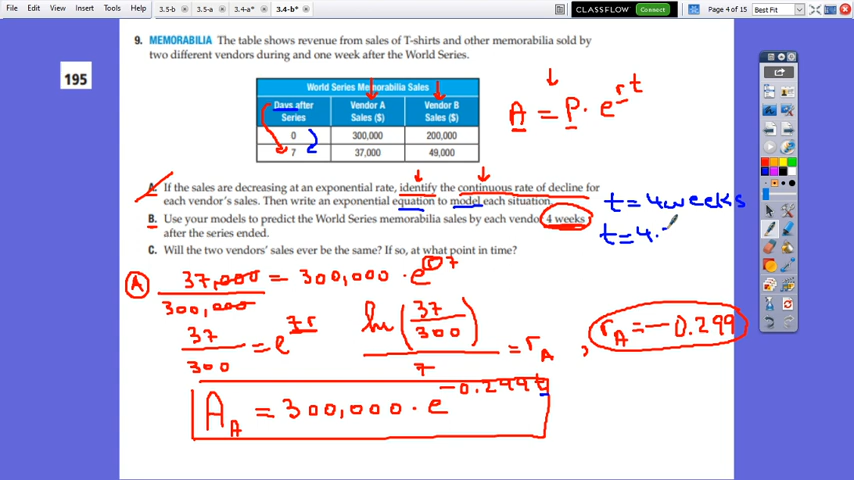 File Edit View Insert Tools Help 3.5-b 3.5-a 3.4-a* 3.4-b* CLASSFLOW Connect Page 4 of 15 Best Fit
195
9. MEMORABILIA The table shows revenue from sales of T-shirts and other memorabilia sold by
two different vendors during and one week after the World Series.
World Series Memorabilia Sales
Days after Series Vendor A Sales ($) Vendor B Sales ($)
0 300,000 200,000
7 37,000 49,000
A = P · e^rt
A. If the sales are decreasing at an exponential rate, identify the continuous rate of decline for
each vendor's sales. Then write an exponential equation to model each situation.
B. Use your models to predict the World Series memorabilia sales by each vendor 4 weeks
after the series ended.
C. Will the two vendors' sales ever be the same? If so, at what point in time?
t = 4 weeks
t = 4 ·
A 37,000 / 300,000 = 300,000 · e^r7
37/300 = e^7r
ln(37/300) / 7 = r_A , r_A = -0.299
A_A = 300,000 · e^-0.299t